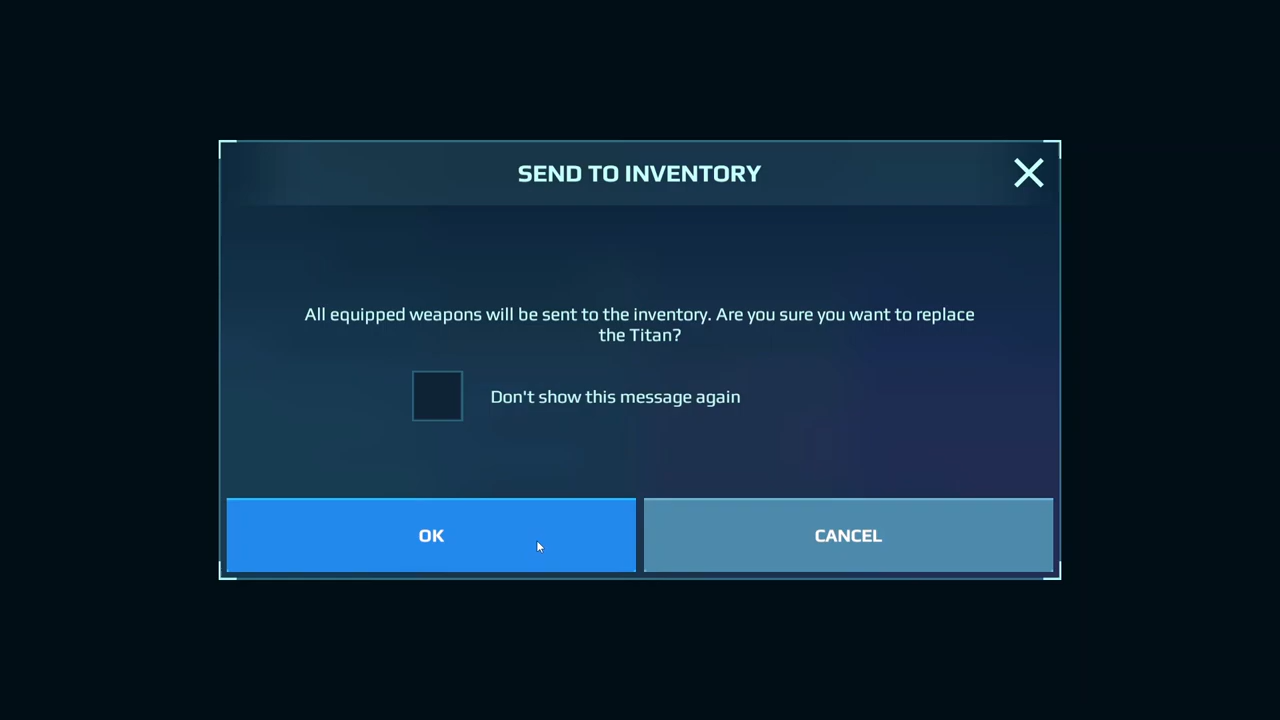 SEND TO INVENTORY
All equipped weapons will be sent to the inventory. Are you sure you want to replace
the Titan?
Don't show this message again
OK
CANCEL